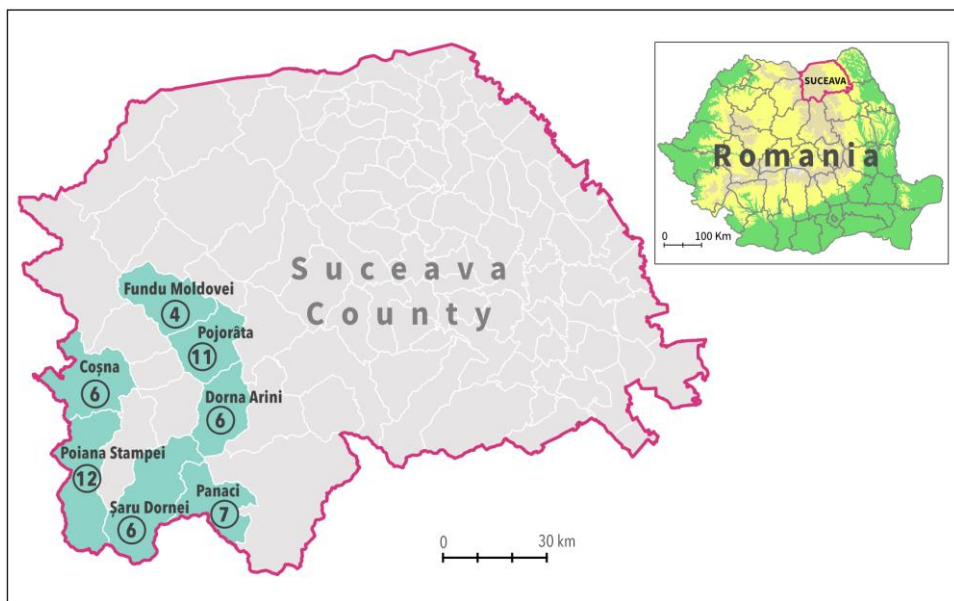 SUCEAVA
Romania
0 100 Km
Suceava
County
Fundu Moldovei
4
Pojorâta
11
Coșna
6
Dorna Arini
6
Poiana Stampei
12
Panaci
7
Șaru Dornei
6
0 30 km